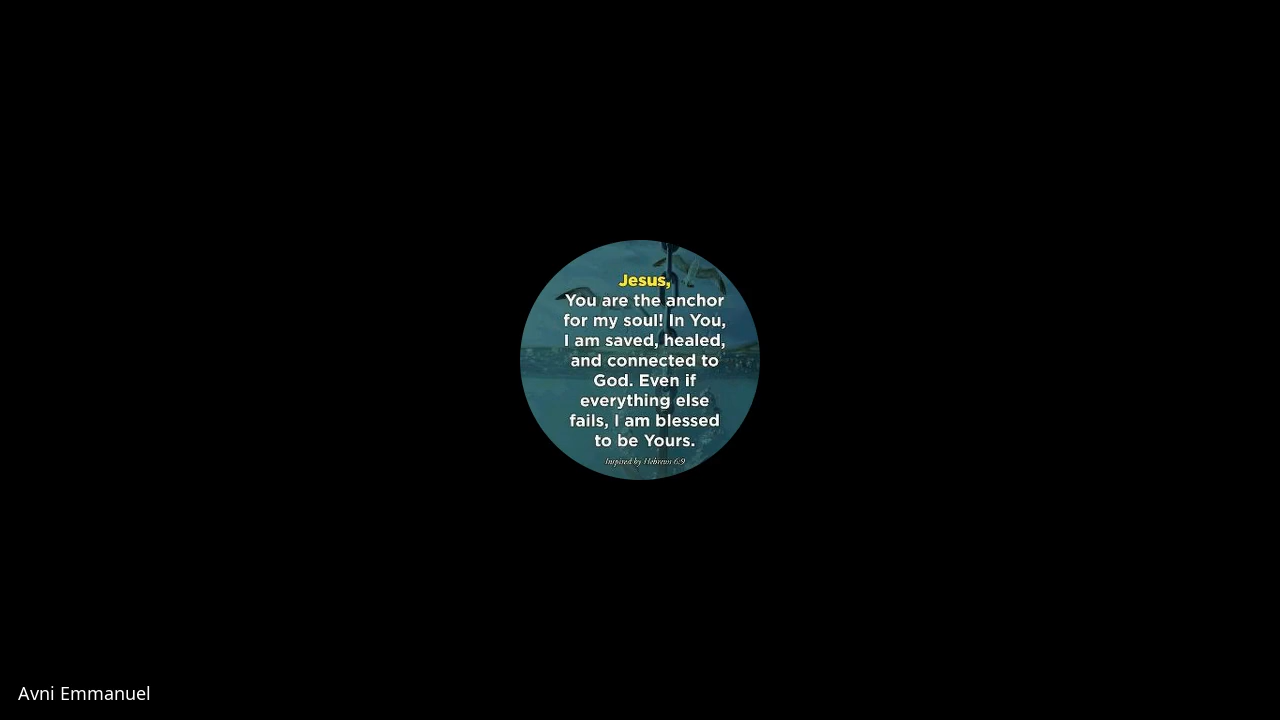 Jesus,
You are the anchor
for my soul! In You,
I am saved, healed,
and connected to
God. Even if
everything else
fails, I am blessed
to be Yours.
Inspired by Hebrews 6:9
Avni Emmanuel